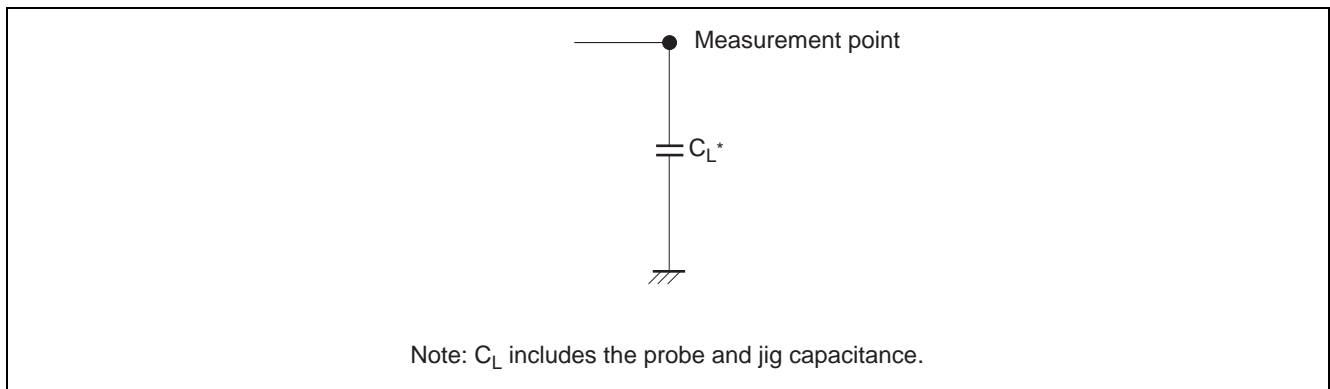 Measurement point
CL*
Note: CL includes the probe and jig capacitance.